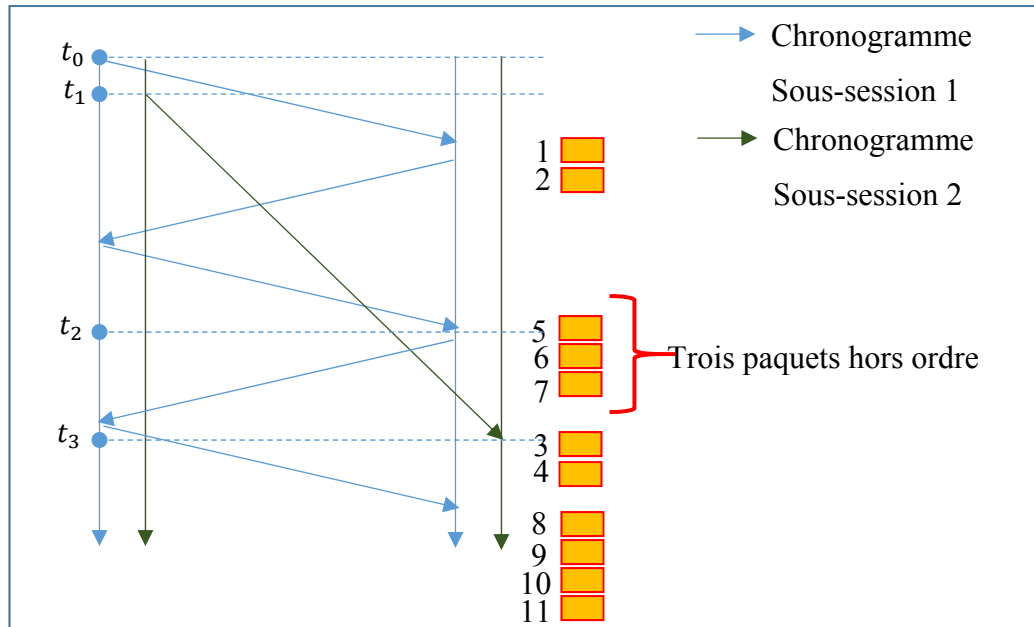 t₀
t₁
Chronogramme
Sous-session 1
Chronogramme
Sous-session 2
1
2
t₂
5
6
7
Trois paquets hors ordre
t₃
3
4
8
9
10
11